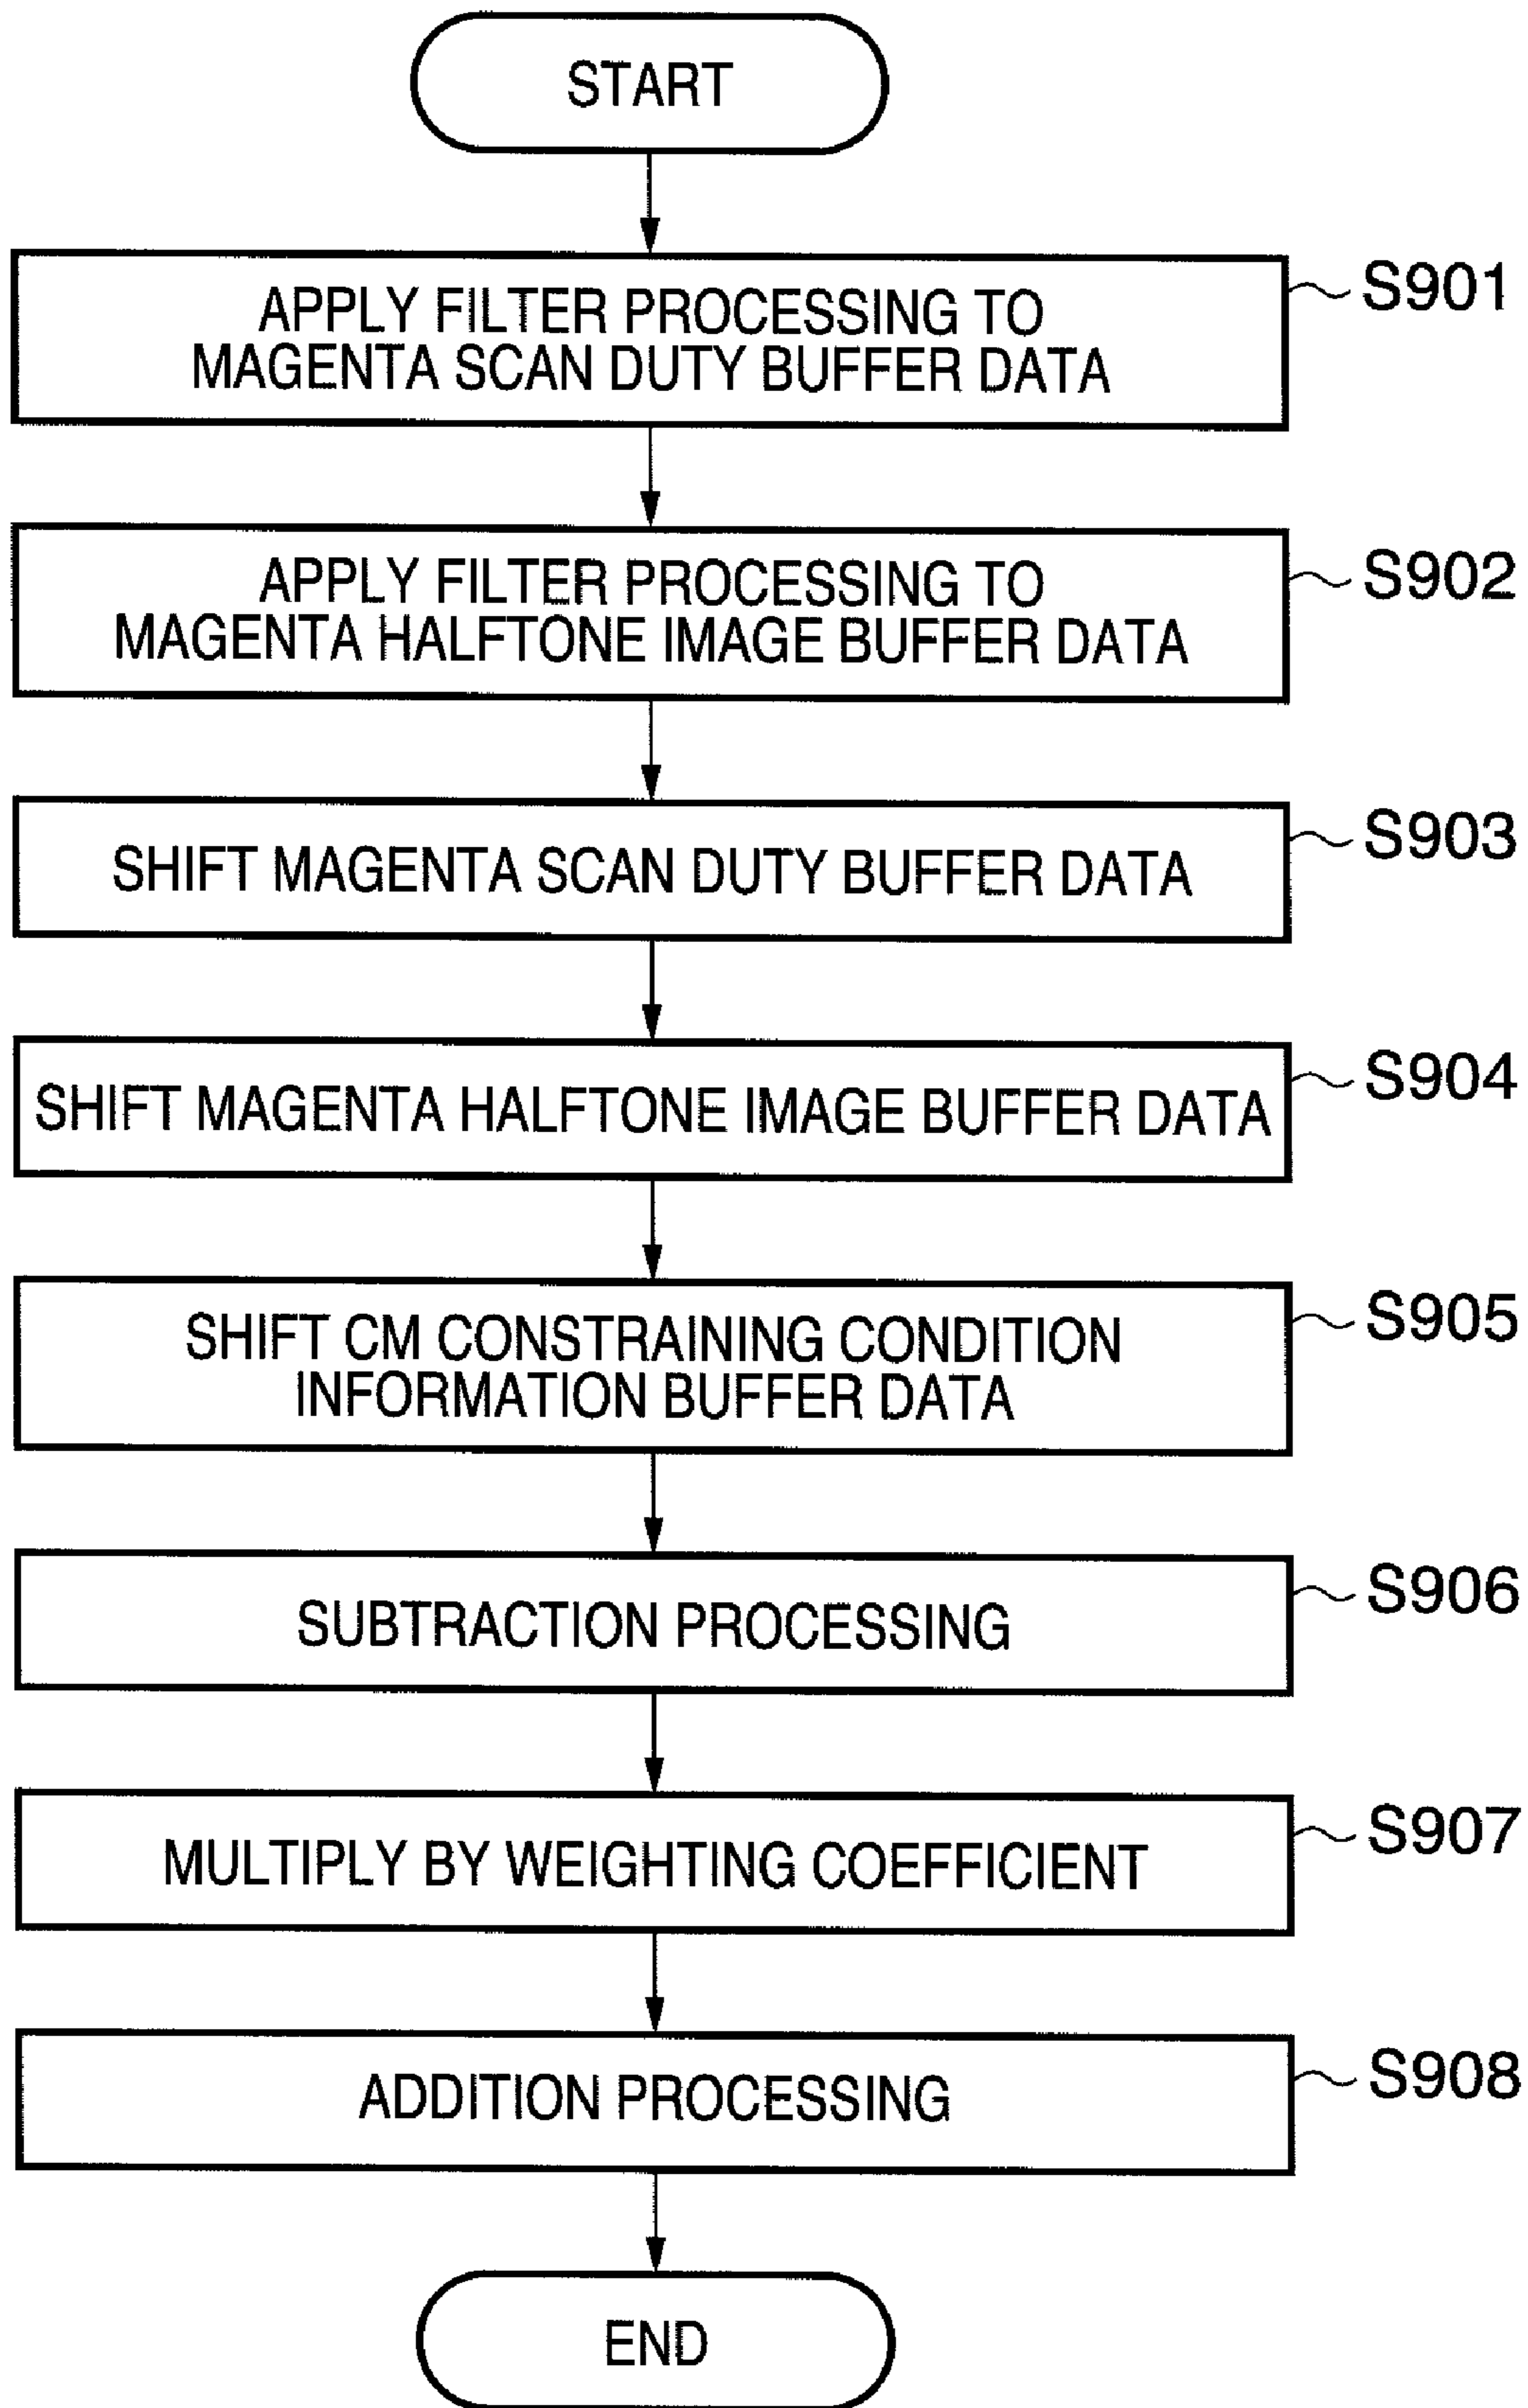 START
S901
APPLY FILTER PROCESSING TO
MAGENTA SCAN DUTY BUFFER DATA
S902
APPLY FILTER PROCESSING TO
MAGENTA HALFTONE IMAGE BUFFER DATA
S903
SHIFT MAGENTA SCAN DUTY BUFFER DATA
S904
SHIFT MAGENTA HALFTONE IMAGE BUFFER DATA
S905
SHIFT CM CONSTRAINING CONDITION
INFORMATION BUFFER DATA
S906
SUBTRACTION PROCESSING
S907
MULTIPLY BY WEIGHTING COEFFICIENT
S908
ADDITION PROCESSING
END